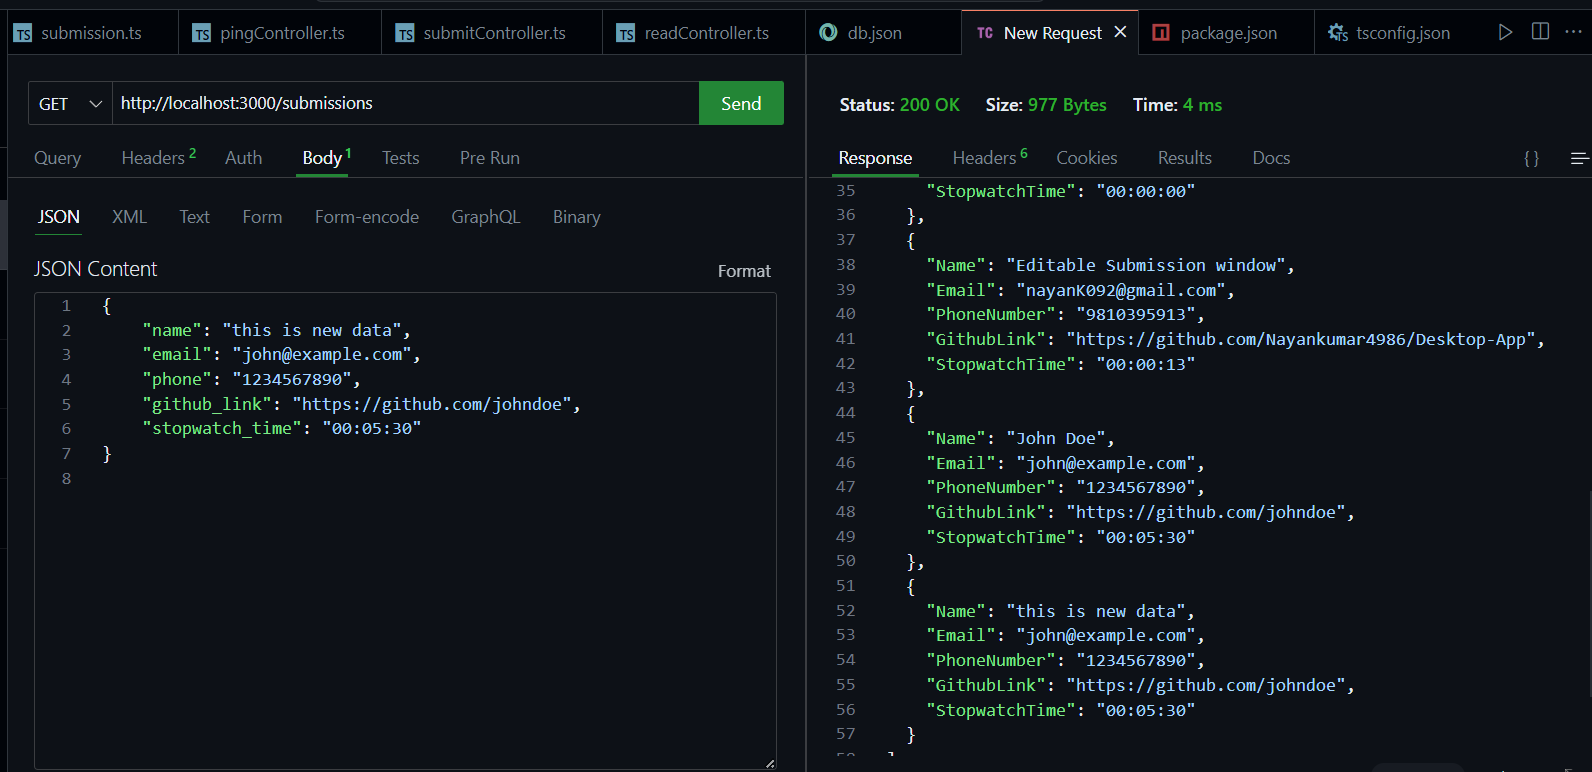 TS submission.ts TS pingController.ts TS submitController.ts TS readController.ts db.json TC New Request package.json TS tsconfig.json
GET http://localhost:3000/submissions Send
Query Headers 2 Auth Body 1 Tests Pre Run
JSON XML Text Form Form-encode GraphQL Binary
JSON Content Format
1 {
2 "name": "this is new data",
3 "email": "john@example.com",
4 "phone": "1234567890",
5 "github_link": "https://github.com/johndoe",
6 "stopwatch_time": "00:05:30"
7 }
8
Status: 200 OK Size: 977 Bytes Time: 4 ms
Response Headers 6 Cookies Results Docs { }
35 "StopwatchTime": "00:00:00"
36 },
37 {
38 "Name": "Editable Submission window",
39 "Email": "nayanK092@gmail.com",
40 "PhoneNumber": "9810395913",
41 "GithubLink": "https://github.com/Nayankumar4986/Desktop-App",
42 "StopwatchTime": "00:00:13"
43 },
44 {
45 "Name": "John Doe",
46 "Email": "john@example.com",
47 "PhoneNumber": "1234567890",
48 "GithubLink": "https://github.com/johndoe",
49 "StopwatchTime": "00:05:30"
50 },
51 {
52 "Name": "this is new data",
53 "Email": "john@example.com",
54 "PhoneNumber": "1234567890",
55 "GithubLink": "https://github.com/johndoe",
56 "StopwatchTime": "00:05:30"
57 }